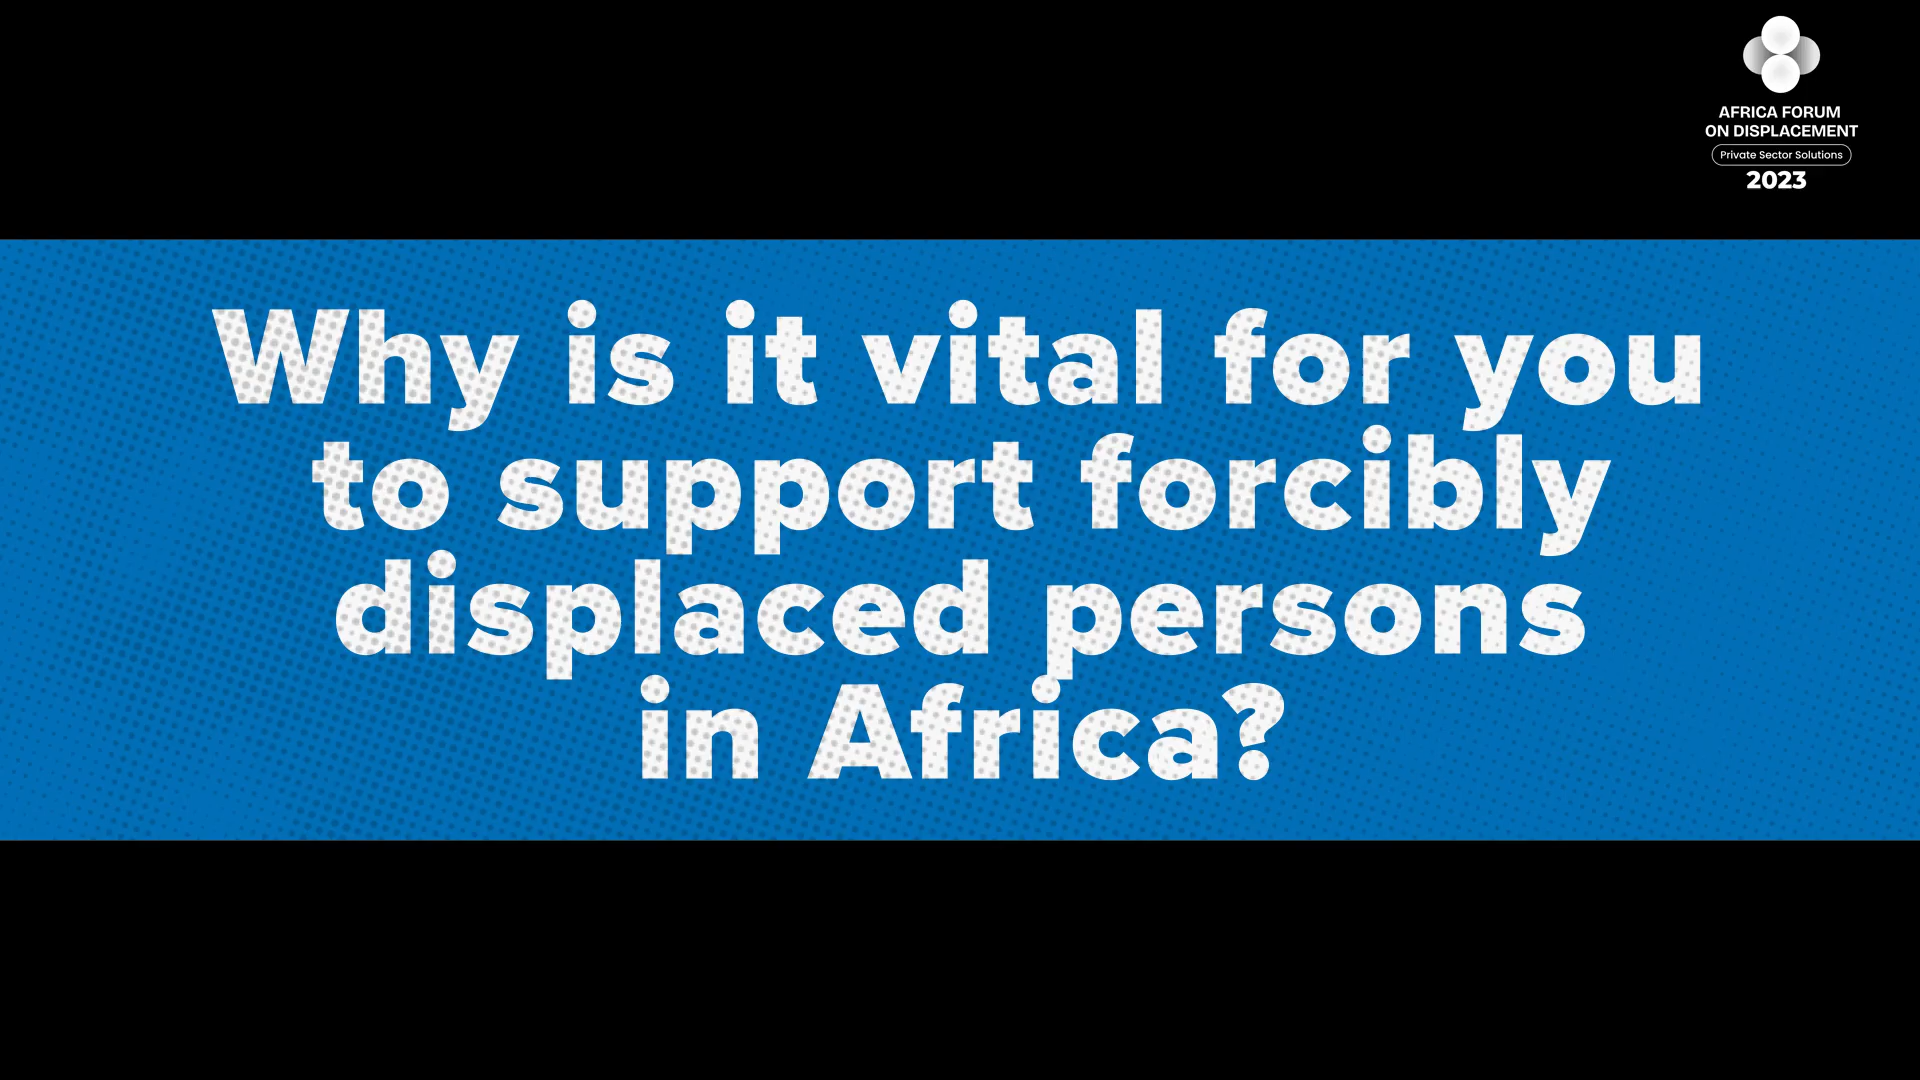 AFRICA FORUM
ON DISPLACEMENT
Private Sector Solutions
2023
Why is it vital for you
to support forcibly
displaced persons
in Africa?